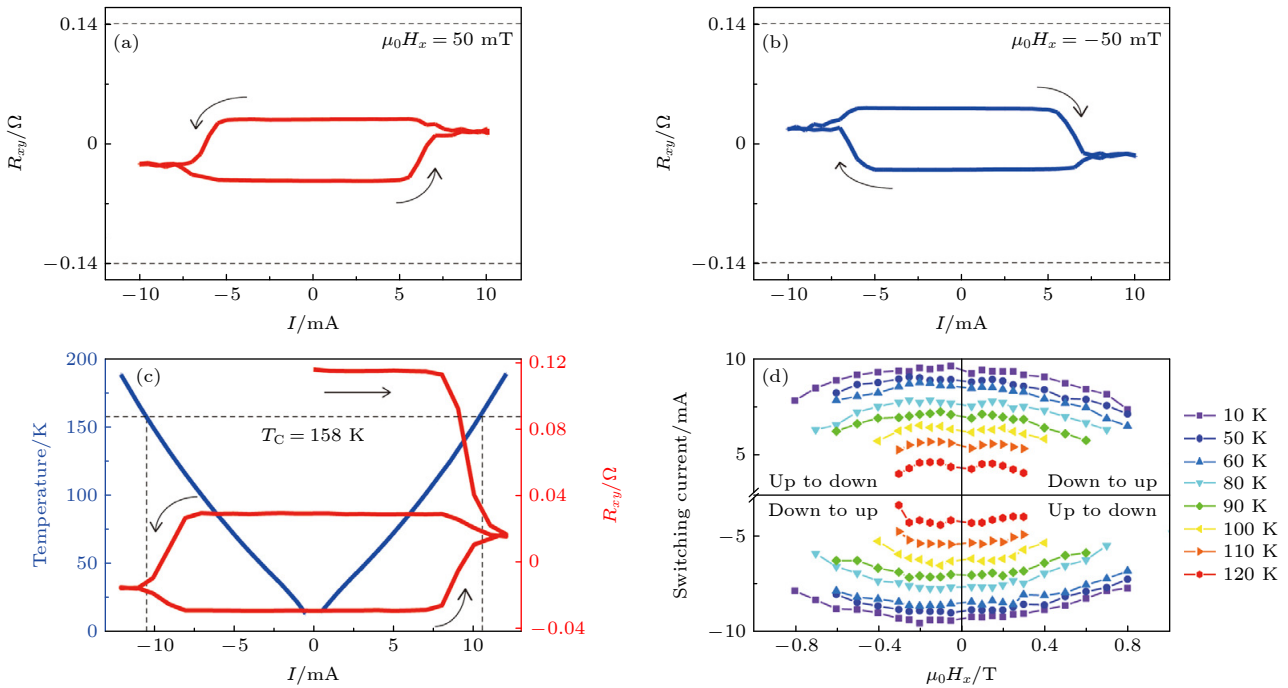 (a)
μ0Hx = 50 mT
0.14
0
−0.14
Rxy/Ω
−10 −5 0 5 10
I/mA
(b)
μ0Hx = −50 mT
0.14
0
−0.14
Rxy/Ω
−10 −5 0 5 10
I/mA
(c)
200
150
100
50
0
Temperature/K
TC = 158 K
0.12
0.08
0.04
0
−0.04
Rxy/Ω
−10 −5 0 5 10
I/mA
(d)
10
5
−5
−10
Switching current/mA
Up to down
Down to up
Down to up
Up to down
−0.8 −0.4 0 0.4 0.8
μ0Hx/T
10 K
50 K
60 K
80 K
90 K
100 K
110 K
120 K